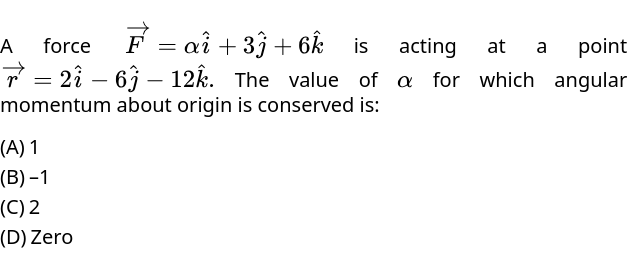 A force $\overrightarrow{F} = \alpha\hat{i} + 3\hat{j} + 6\hat{k}$ is acting at a point
$\overrightarrow{r} = 2\hat{i} - 6\hat{j} - 12\hat{k}$. The value of $\alpha$ for which angular
momentum about origin is conserved is:
(A) 1
(B) –1
(C) 2
(D) Zero